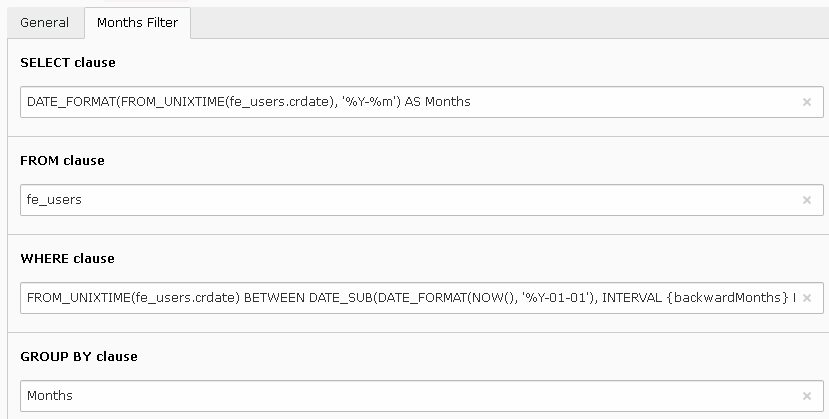 General
Months Filter
SELECT clause
DATE_FORMAT(FROM_UNIXTIME(fe_users.crdate), '%Y-%m') AS Months
FROM clause
fe_users
WHERE clause
FROM_UNIXTIME(fe_users.crdate) BETWEEN DATE_SUB(DATE_FORMAT(NOW(), '%Y-01-01'), INTERVAL {backwardMonths}
GROUP BY clause
Months